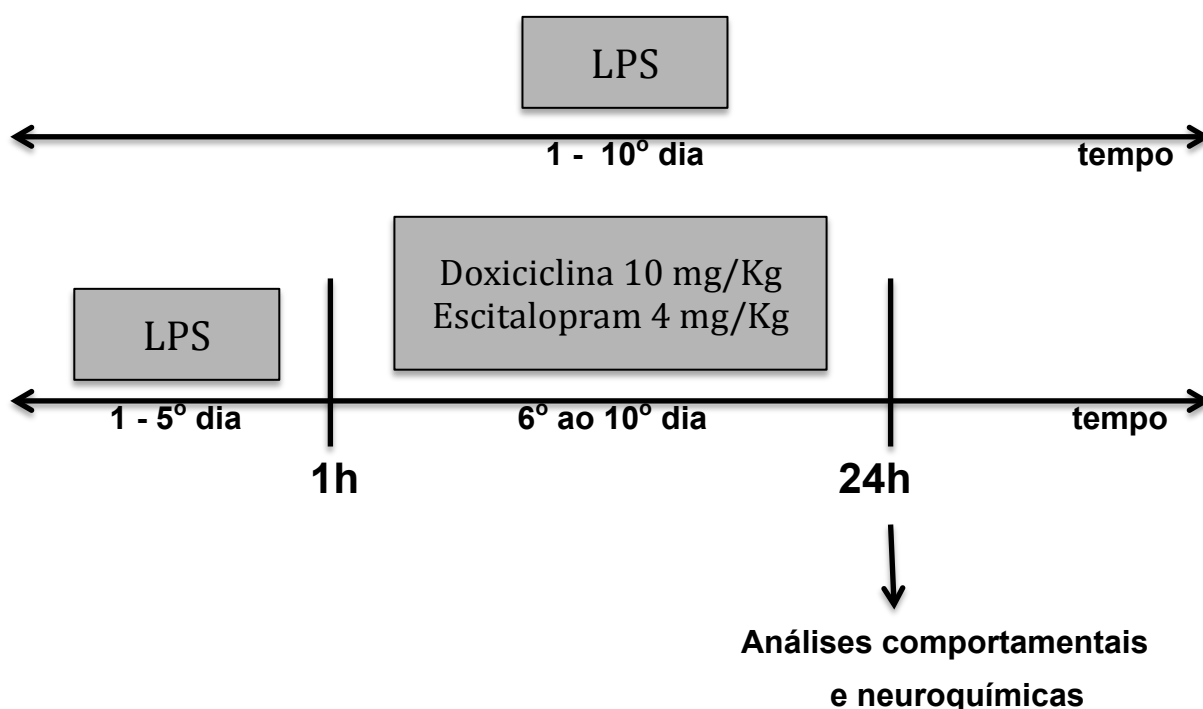 LPS
1 - 10º dia
tempo
Doxiciclina 10 mg/Kg
Escitalopram 4 mg/Kg
LPS
1 - 5º dia
6º ao 10º dia
tempo
1h
24h
Análises comportamentais
e neuroquímicas